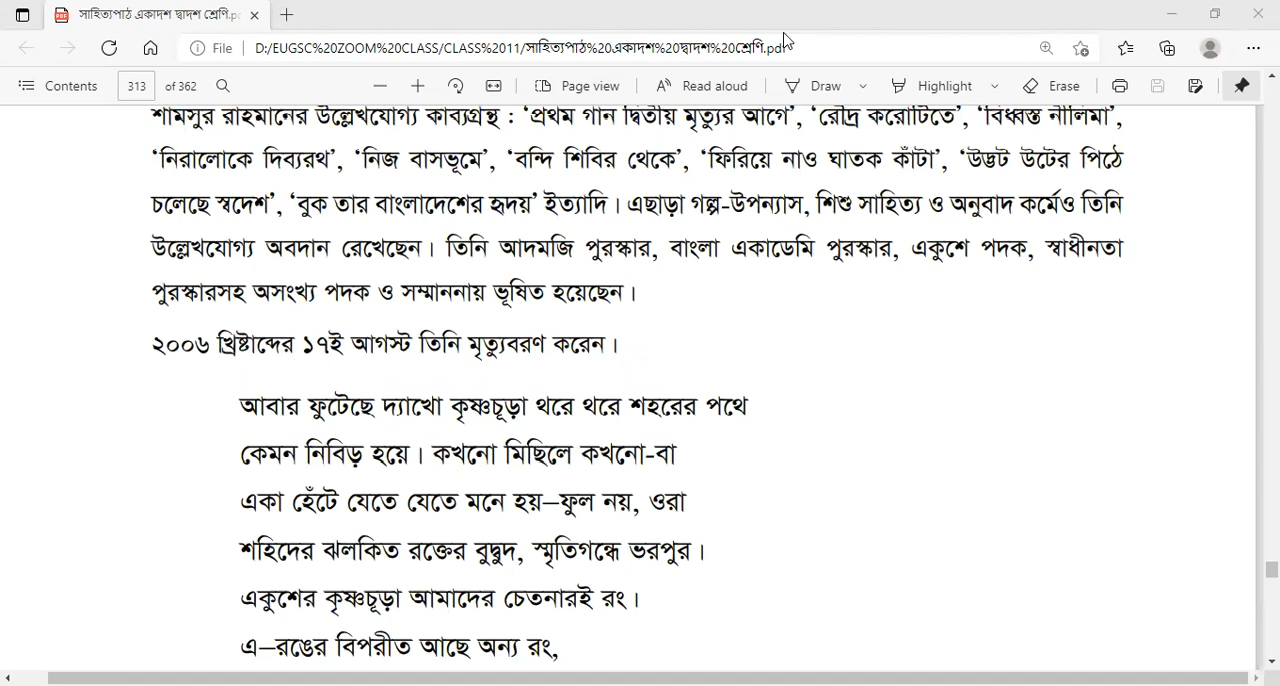 সাহিত্যপাঠ একাদশ দ্বাদশ শ্রেণি.pd
File D:/EUGSC%20ZOOM%20CLASS/CLASS%2011/সাহিত্যপাঠ%20একাদশ%20দ্বাদশ%20শ্রেণি.pdf
Contents 313 of 362 Page view Read aloud Draw Highlight Erase
শামসুর রাহমানের উল্লেখযোগ্য কাব্যগ্রন্থ : ‘প্রথম গান দ্বিতীয় মৃত্যুর আগে’, ‘রৌদ্র করোটিতে’, ‘বিধ্বস্ত নীলিমা’,
‘নিরালোকে দিব্যরথ’, ‘নিজ বাসভূমে’, ‘বন্দি শিবির থেকে’, ‘ফিরিয়ে নাও ঘাতক কাঁটা’, ‘উদ্ভট উটের পিঠে
চলেছে স্বদেশ’, ‘বুক তার বাংলাদেশের হৃদয়’ ইত্যাদি। এছাড়া গল্প-উপন্যাস, শিশু সাহিত্য ও অনুবাদ কর্মেও তিনি
উল্লেখযোগ্য অবদান রেখেছেন। তিনি আদমজি পুরস্কার, বাংলা একাডেমি পুরস্কার, একুশে পদক, স্বাধীনতা
পুরস্কারসহ অসংখ্য পদক ও সম্মাননায় ভূষিত হয়েছেন।
২০০৬ খ্রিষ্টাব্দের ১৭ই আগস্ট তিনি মৃত্যুবরণ করেন।
আবার ফুটেছে দ্যাখো কৃষ্ণচূড়া থরে থরে শহরের পথে
কেমন নিবিড় হয়ে। কখনো মিছিলে কখনো-বা
একা হেঁটে যেতে যেতে মনে হয়—ফুল নয়, ওরা
শহিদের ঝলকিত রক্তের বুদ্বুদ, স্মৃতিগন্ধে ভরপুর।
একুশের কৃষ্ণচূড়া আমাদের চেতনারই রং।
এ—রঙের বিপরীত আছে অন্য রং,